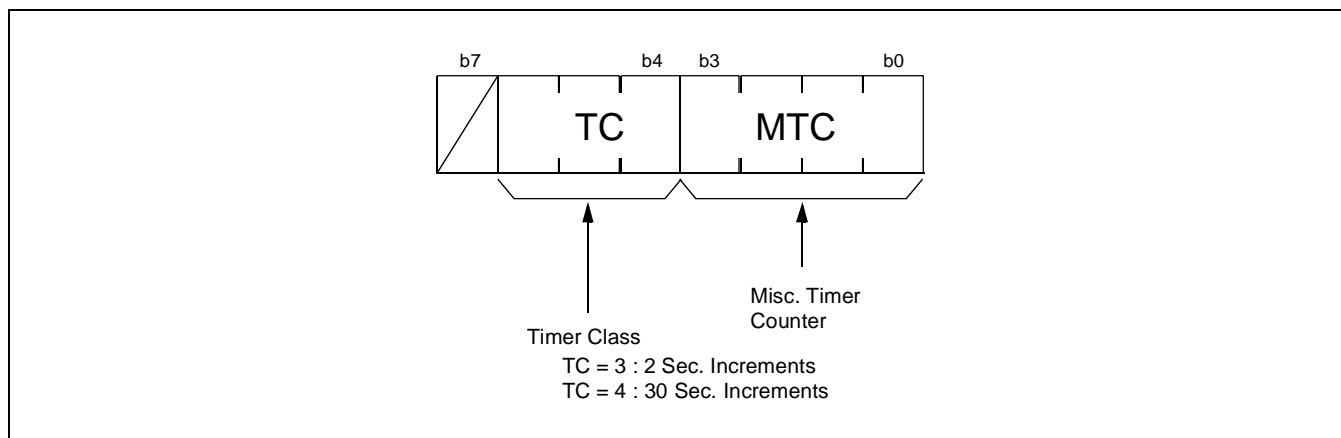 b7 b4 b3 b0
TC MTC
Misc. Timer
Counter
Timer Class
TC = 3 : 2 Sec. Increments
TC = 4 : 30 Sec. Increments